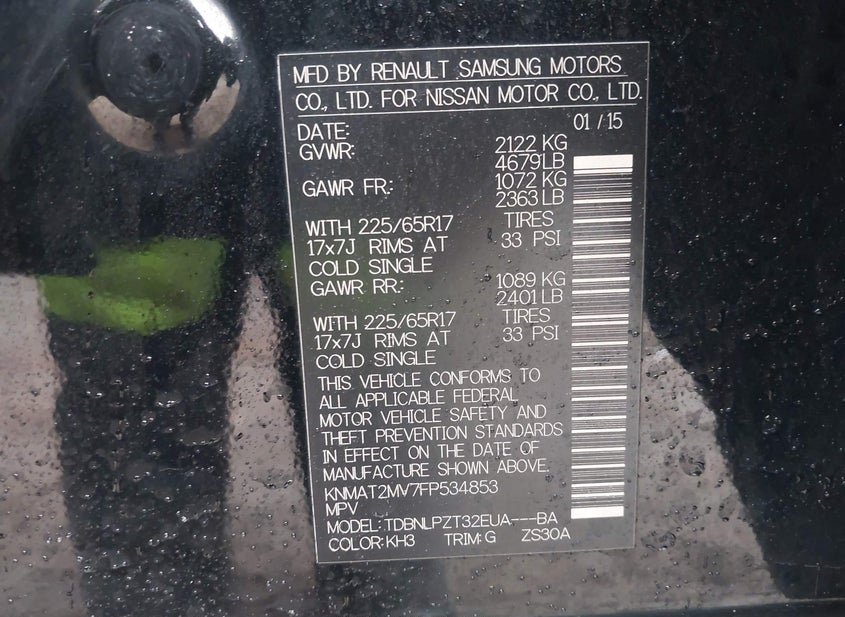 MFD BY RENAULT SAMSUNG MOTORS
CO., LTD. FOR NISSAN MOTOR CO., LTD.
DATE: 01 / 15
GVWR: 2122 KG
4679LB
GAWR FR.: 1072 KG
2363 LB
WITH 225/65R17 TIRES
17x7J RIMS AT 33 PSI
COLD SINGLE
GAWR RR.: 1089 KG
2401 LB
WITH 225/65R17 TIRES
17x7J RIMS AT 33 PSI
COLD SINGLE
THIS VEHICLE CONFORMS TO
ALL APPLICABLE FEDERAL
MOTOR VEHICLE SAFETY AND
THEFT PREVENTION STANDARDS
IN EFFECT ON THE DATE OF
MANUFACTURE SHOWN ABOVE.
KNMAT2MV7FP534853
MPV
MODEL: TDBNLPZT32EUA---BA
COLOR: KH3 TRIM: G ZS30A